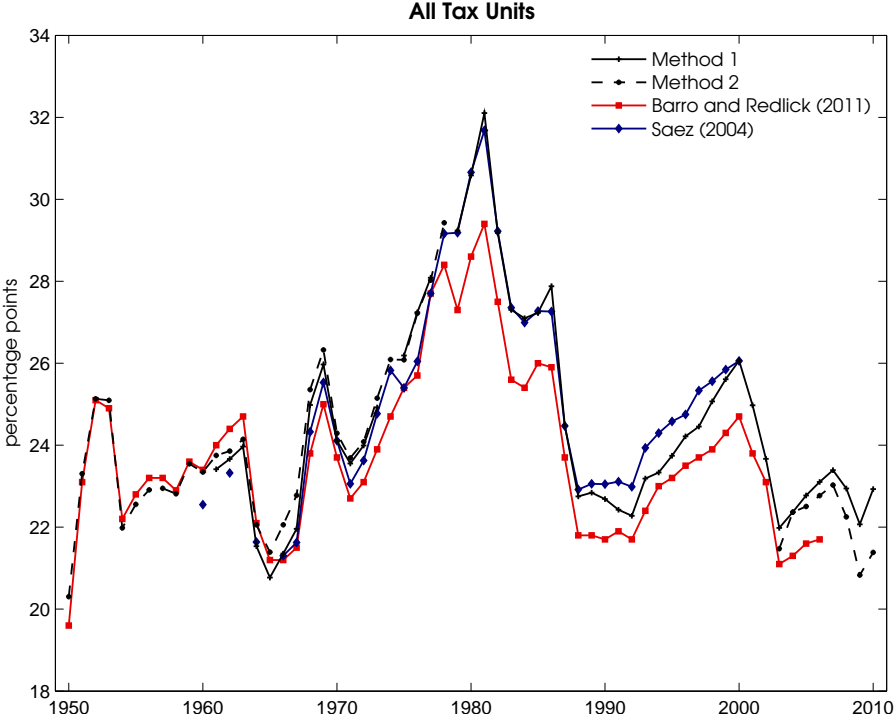 All Tax Units
percentage points
34
32
30
28
26
24
22
20
18
1950
1960
1970
1980
1990
2000
2010
Method 1
Method 2
Barro and Redlick (2011)
Saez (2004)